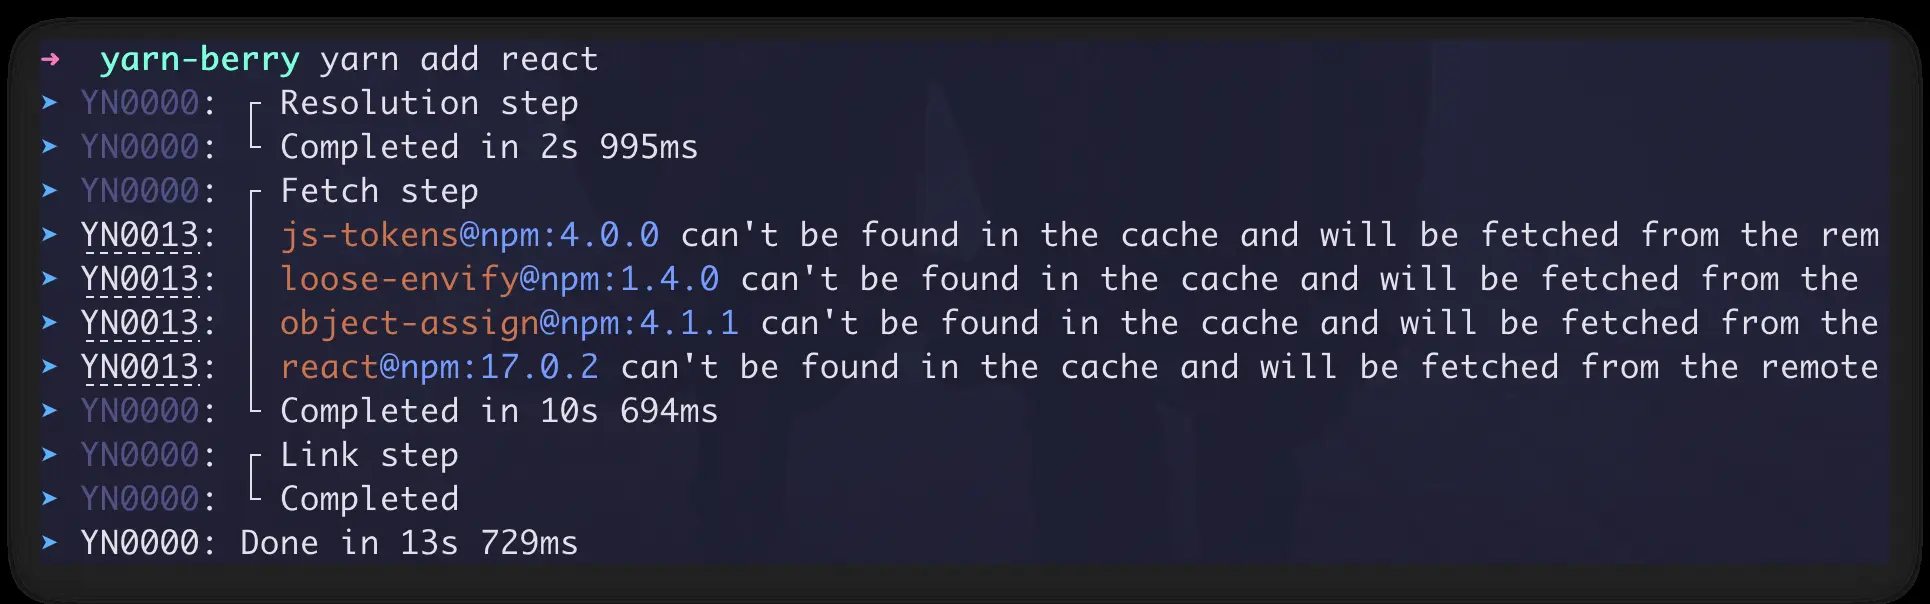 ➜ yarn-berry yarn add react
➤ YN0000: ┌ Resolution step
➤ YN0000: └ Completed in 2s 995ms
➤ YN0000: ┌ Fetch step
➤ YN0013: │ js-tokens@npm:4.0.0 can't be found in the cache and will be fetched from the rem
➤ YN0013: │ loose-envify@npm:1.4.0 can't be found in the cache and will be fetched from the
➤ YN0013: │ object-assign@npm:4.1.1 can't be found in the cache and will be fetched from the
➤ YN0013: │ react@npm:17.0.2 can't be found in the cache and will be fetched from the remote
➤ YN0000: └ Completed in 10s 694ms
➤ YN0000: ┌ Link step
➤ YN0000: └ Completed
➤ YN0000: Done in 13s 729ms